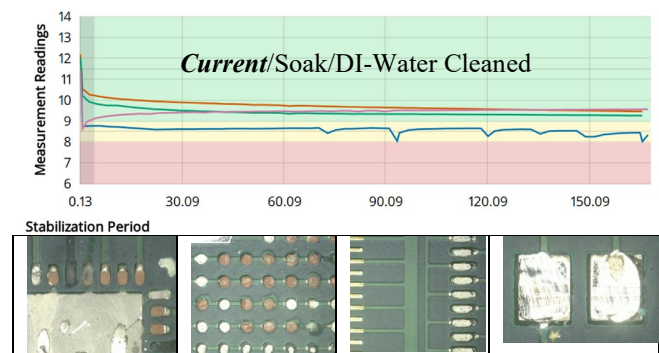 14
13
12
11
10
9
8
7
6
Measurement Readings
Current/Soak/DI-Water Cleaned
0.13 30.09 60.09 90.09 120.09 150.09
Stabilization Period